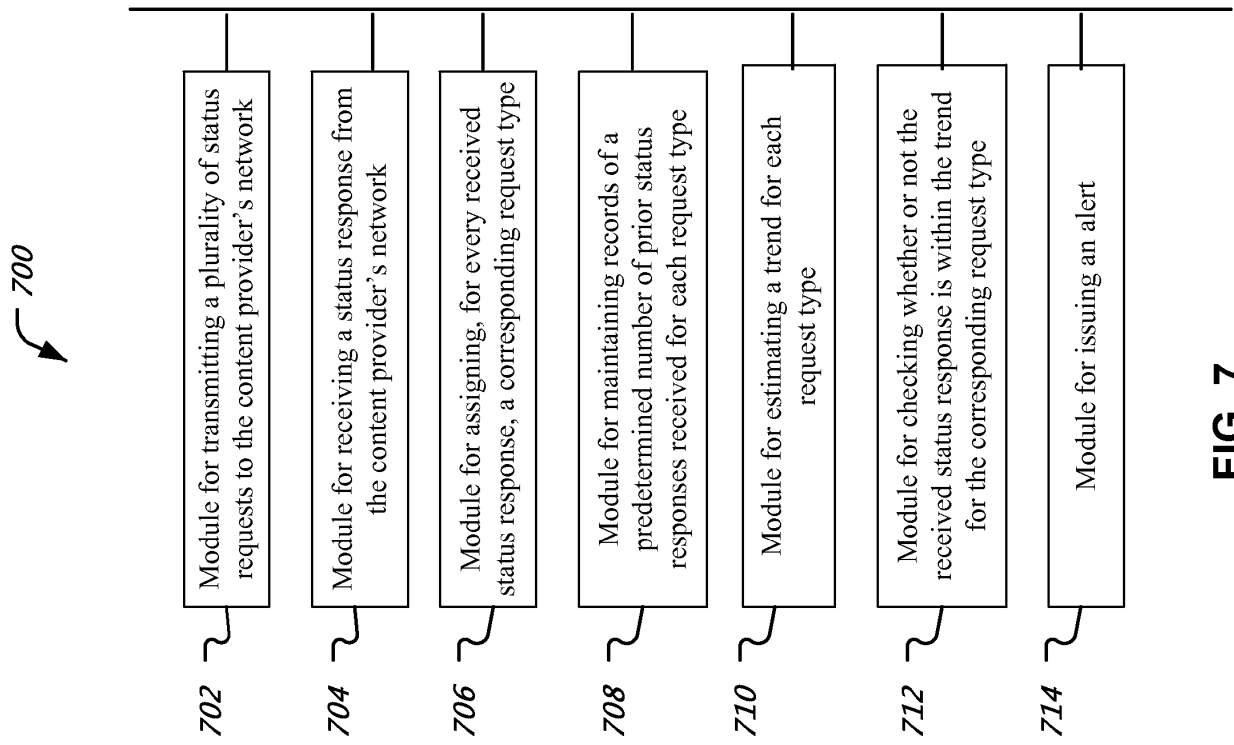 700
702
Module for transmitting a plurality of status
requests to the content provider's network
704
Module for receiving a status response from
the content provider's network
706
Module for assigning, for every received
status response, a corresponding request type
708
Module for maintaining records of a
predetermined number of prior status
responses received for each request type
710
Module for estimating a trend for each
request type
712
Module for checking whether or not the
received status response is within the trend
for the corresponding request type
714
Module for issuing an alert
FIG. 7